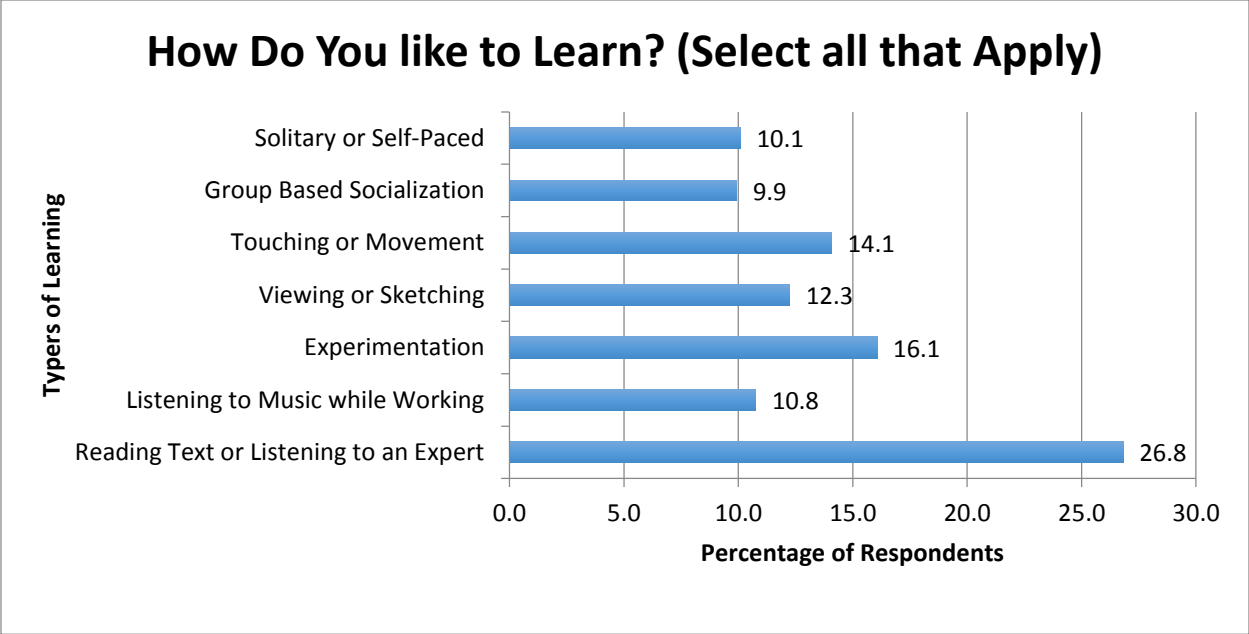 How Do You like to Learn? (Select all that Apply)
Solitary or Self-Paced 10.1
Group Based Socialization 9.9
Touching or Movement 14.1
Viewing or Sketching 12.3
Experimentation 16.1
Listening to Music while Working 10.8
Reading Text or Listening to an Expert 26.8
Typers of Learning
0.0 5.0 10.0 15.0 20.0 25.0 30.0
Percentage of Respondents